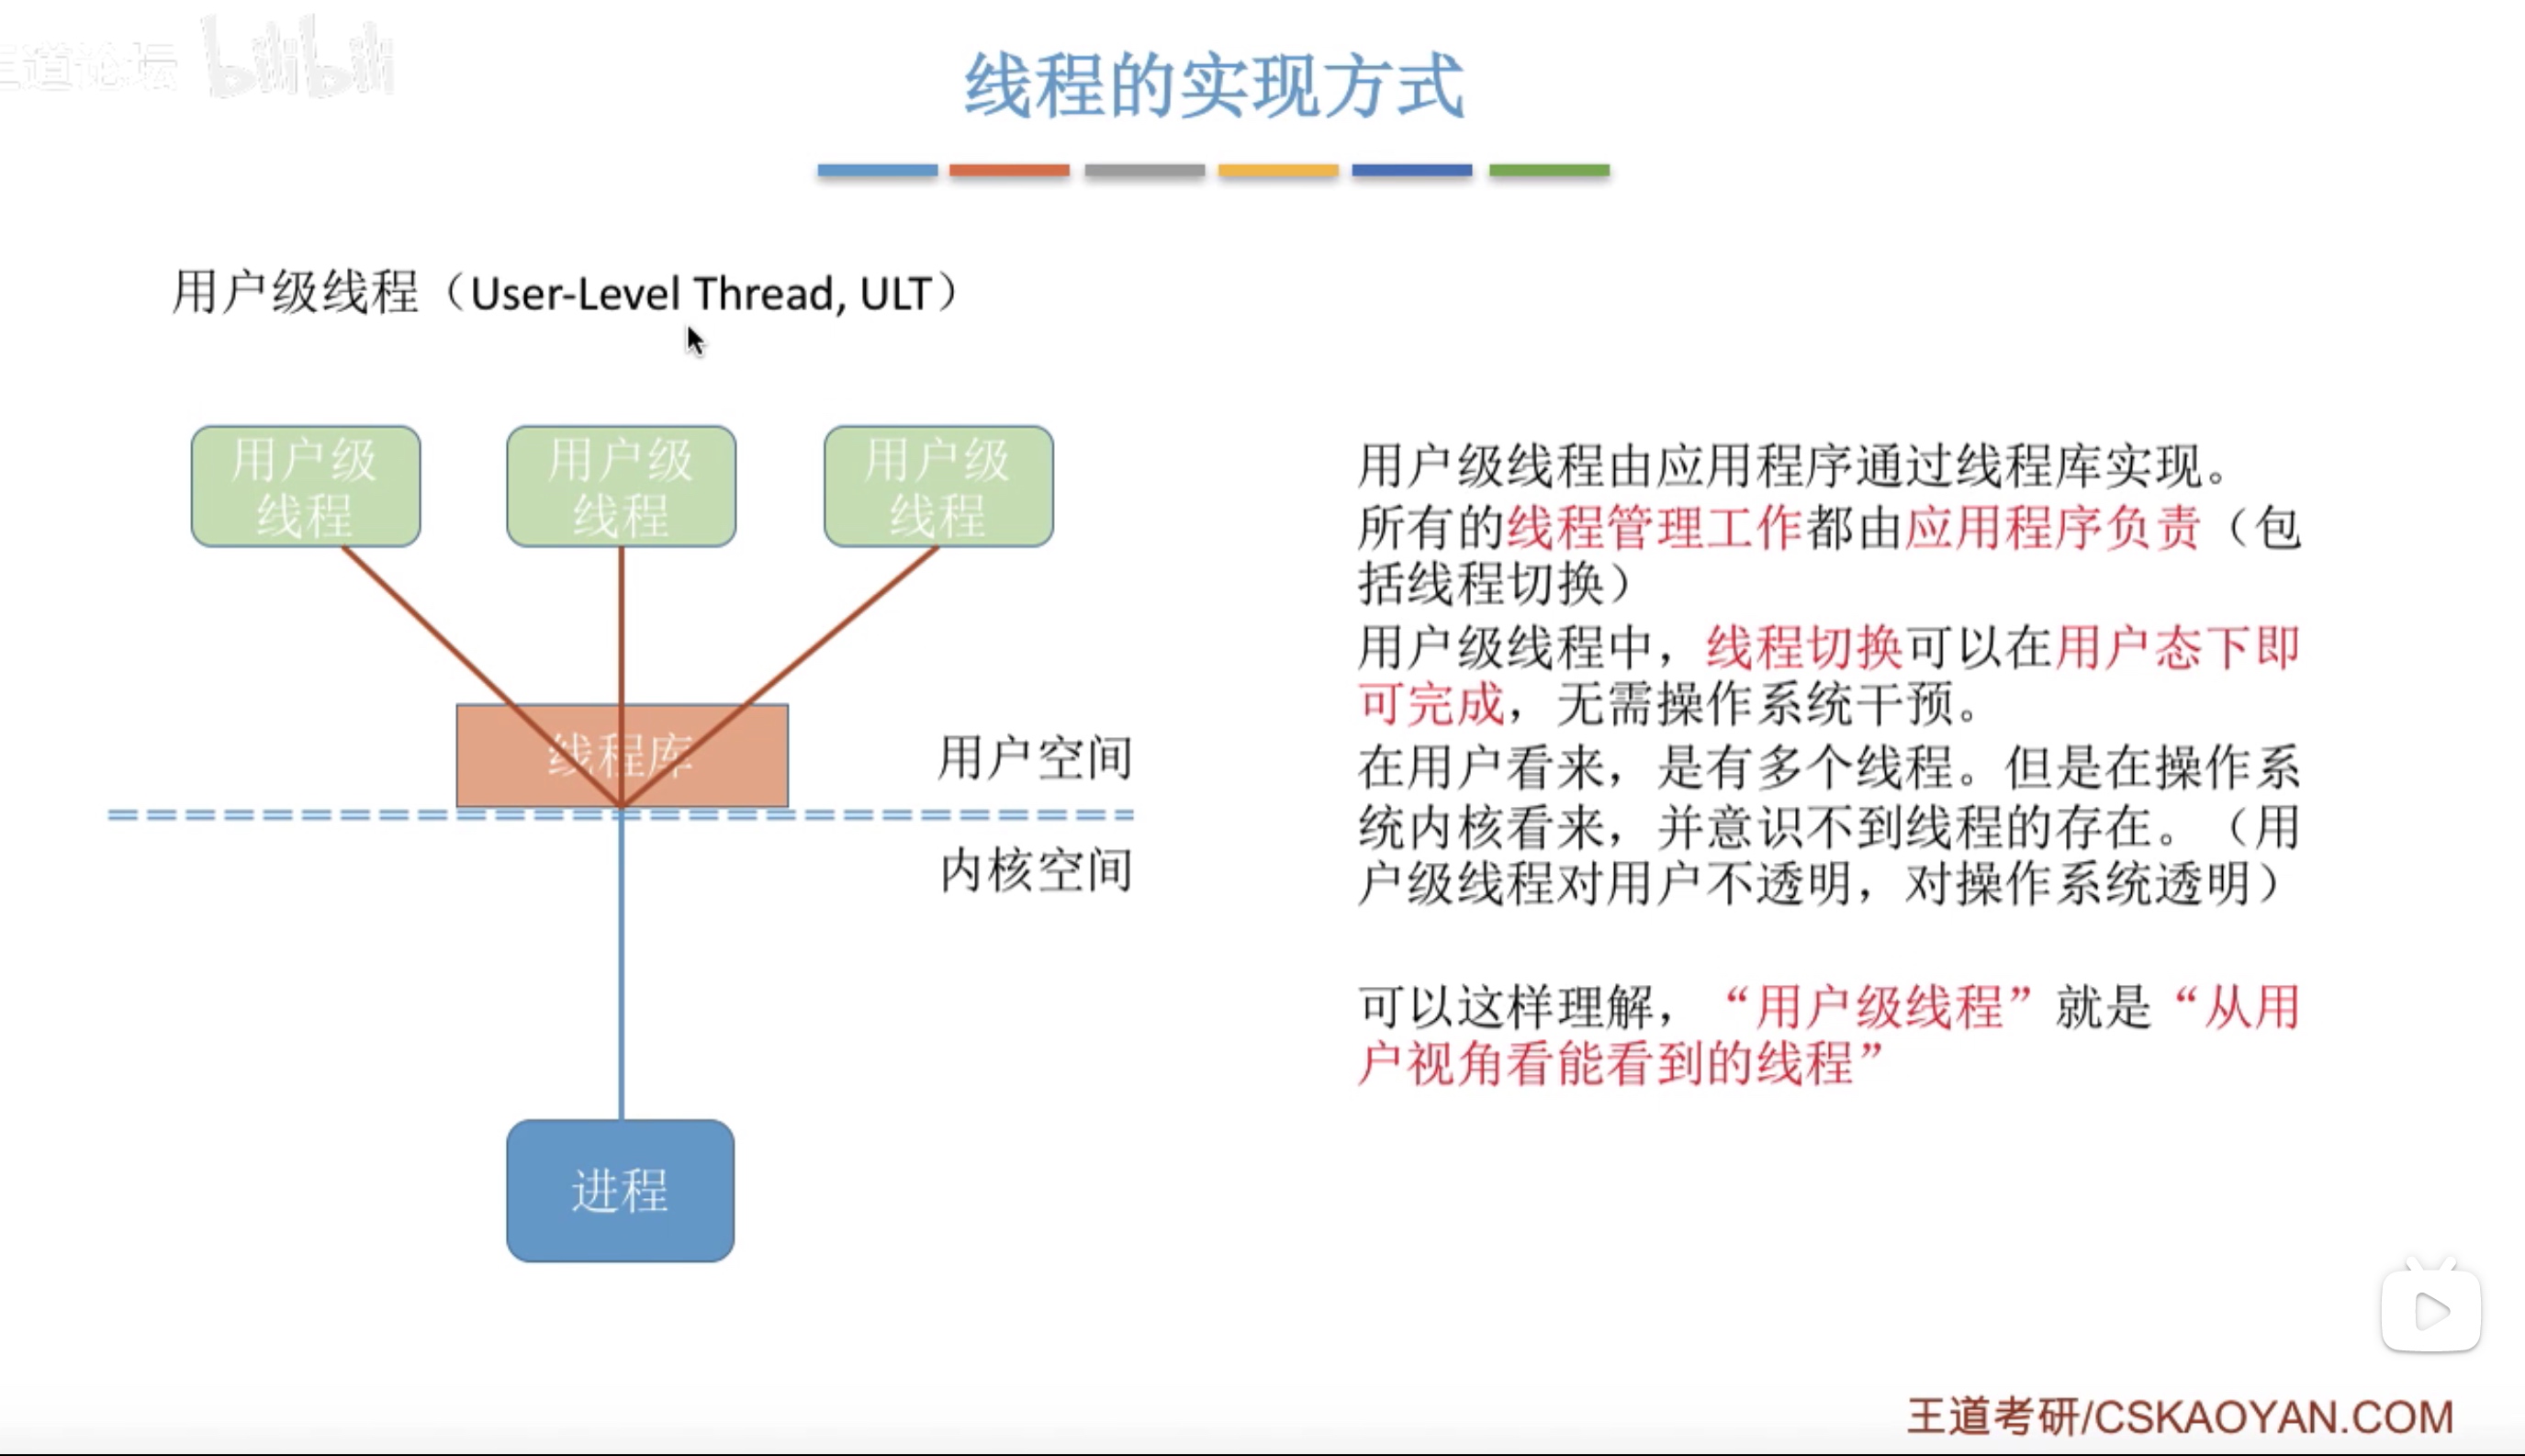 王道论坛 bilibili
线程的实现方式
用户级线程（User-Level Thread, ULT）
用户级
线程
用户级
线程
用户级
线程
线程库
用户空间
内核空间
进程
用户级线程由应用程序通过线程库实现。
所有的线程管理工作都由应用程序负责（包
括线程切换）
用户级线程中，线程切换可以在用户态下即
可完成，无需操作系统干预。
在用户看来，是有多个线程。但是在操作系
统内核看来，并意识不到线程的存在。（用
户级线程对用户不透明，对操作系统透明）
可以这样理解，“用户级线程”就是“从用
户视角看能看到的线程”
王道考研/CSKAOYAN.COM